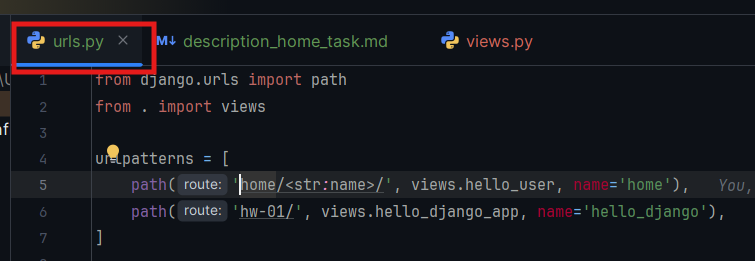 urls.py × M↓ description_home_task.md views.py
1 from django.urls import path
2 from . import views
3
4 urlpatterns = [
5 path( route: 'home/<str:name>/', views.hello_user, name='home'), You,
6 path( route: 'hw-01/', views.hello_django_app, name='hello_django'),
7 ]